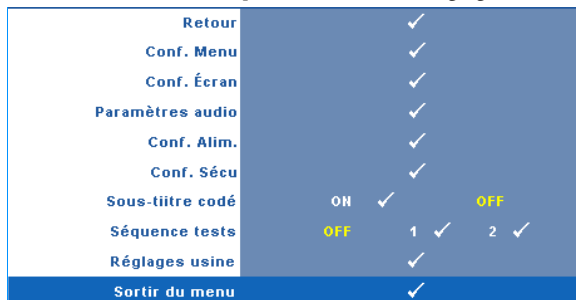 Retour ✓
Conf. Menu ✓
Conf. Écran ✓
Paramètres audio ✓
Conf. Alim. ✓
Conf. Sécu ✓
Sous-tiitre codé ON ✓ OFF
Séquence tests OFF 1 ✓ 2 ✓
Réglages usine ✓
Sortir du menu ✓